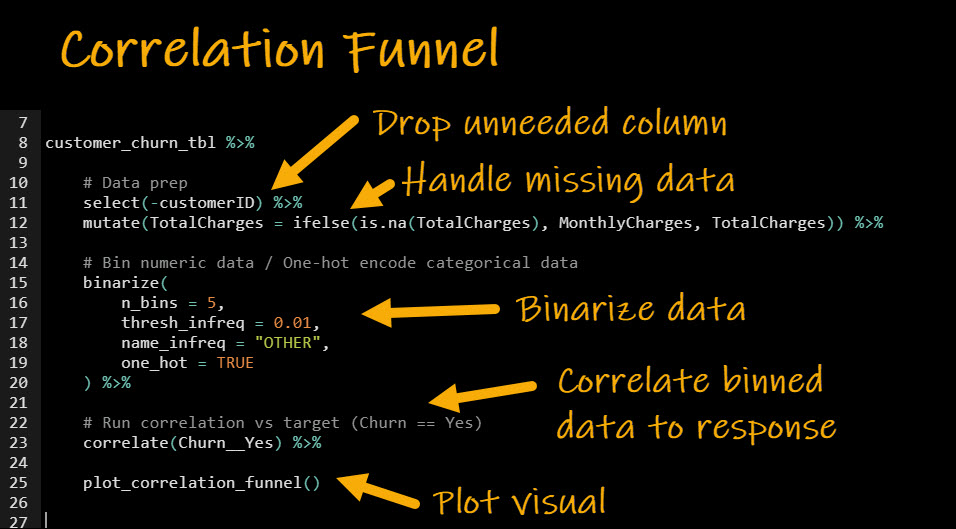 Correlation Funnel
7
8 customer_churn_tbl %>%
Drop unneeded column
9
10 # Data prep
Handle missing data
11 select(-customerID) %>%
12 mutate(TotalCharges = ifelse(is.na(TotalCharges), MonthlyCharges, TotalCharges)) %>%
13
14 # Bin numeric data / One-hot encode categorical data
15 binarize(
16 n_bins = 5,
Binarize data
17 thresh_infreq = 0.01,
18 name_infreq = "OTHER",
19 one_hot = TRUE
20 ) %>%
Correlate binned
data to response
21
22 # Run correlation vs target (Churn == Yes)
23 correlate(Churn__Yes) %>%
24
25 plot_correlation_funnel()
Plot visual
26
27